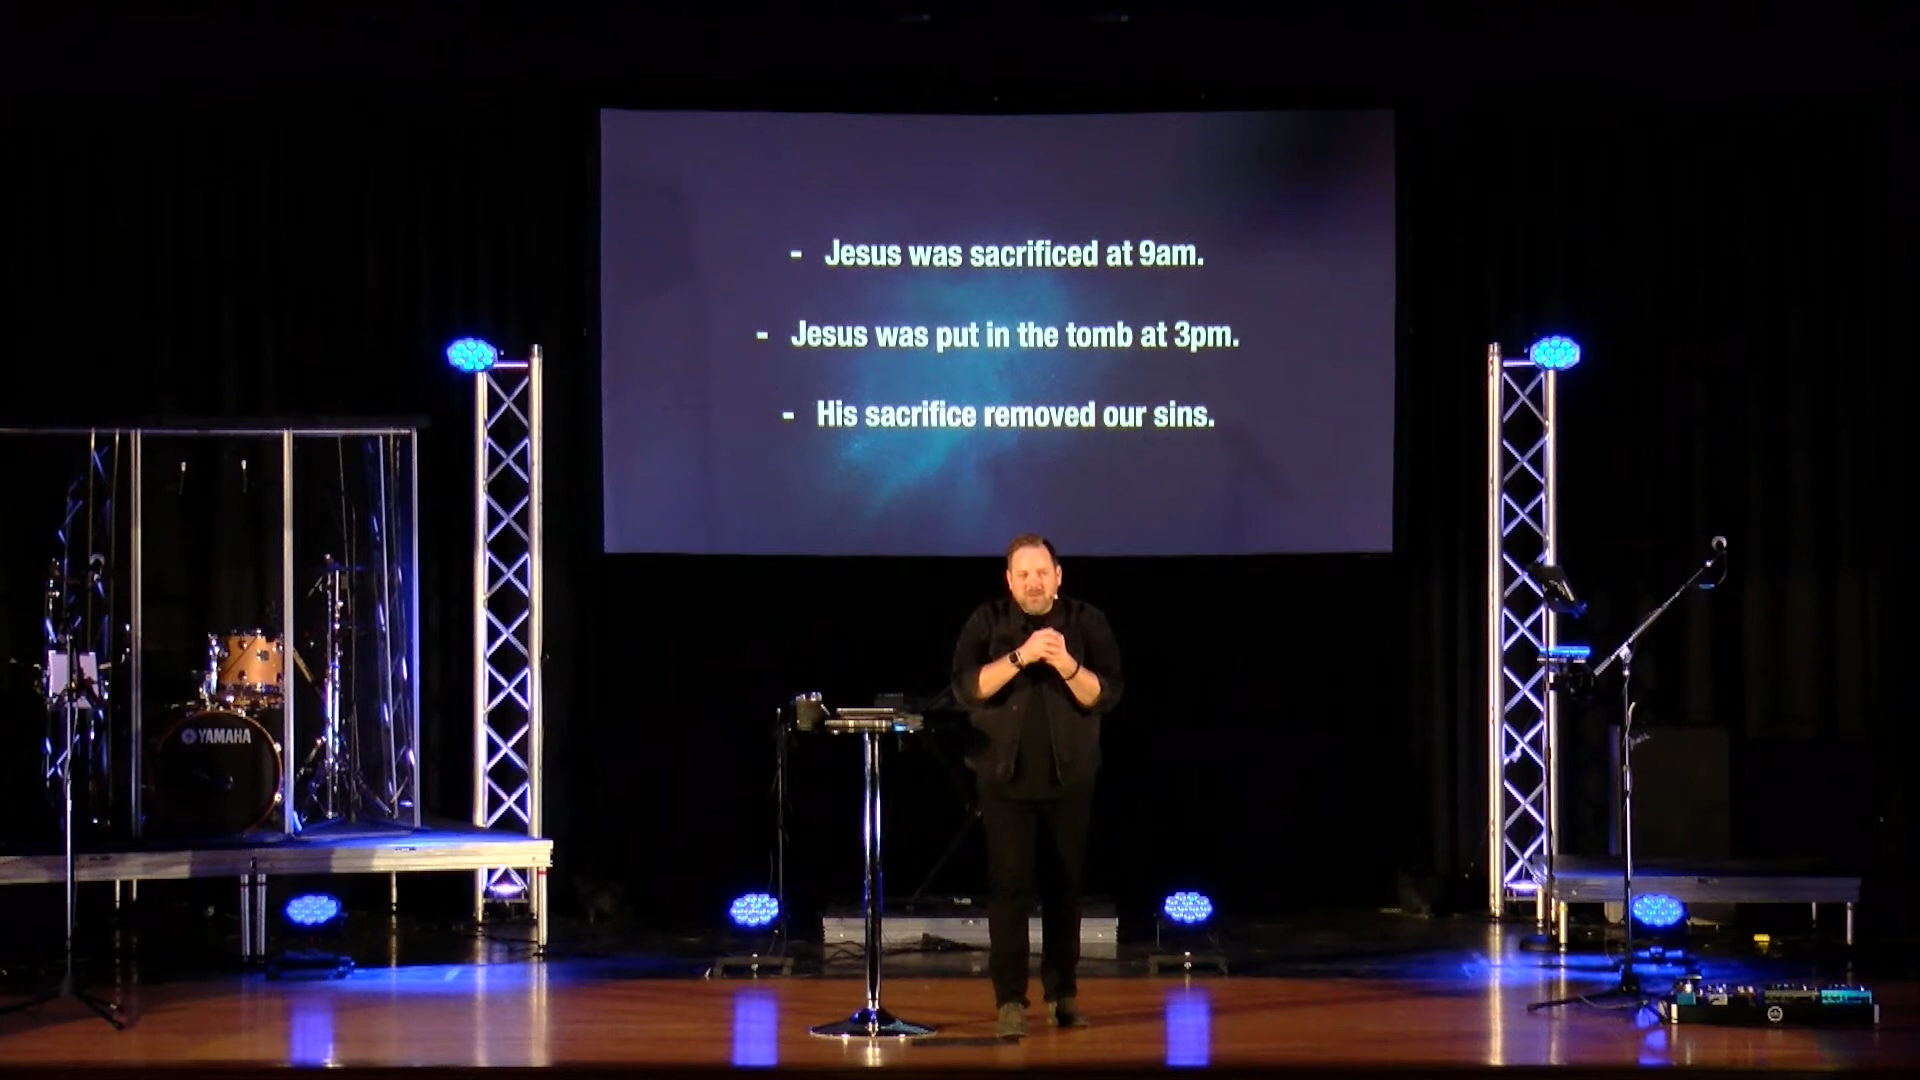 - Jesus was sacrificed at 9am.
- Jesus was put in the tomb at 3pm.
- His sacrifice removed our sins.
YAMAHA